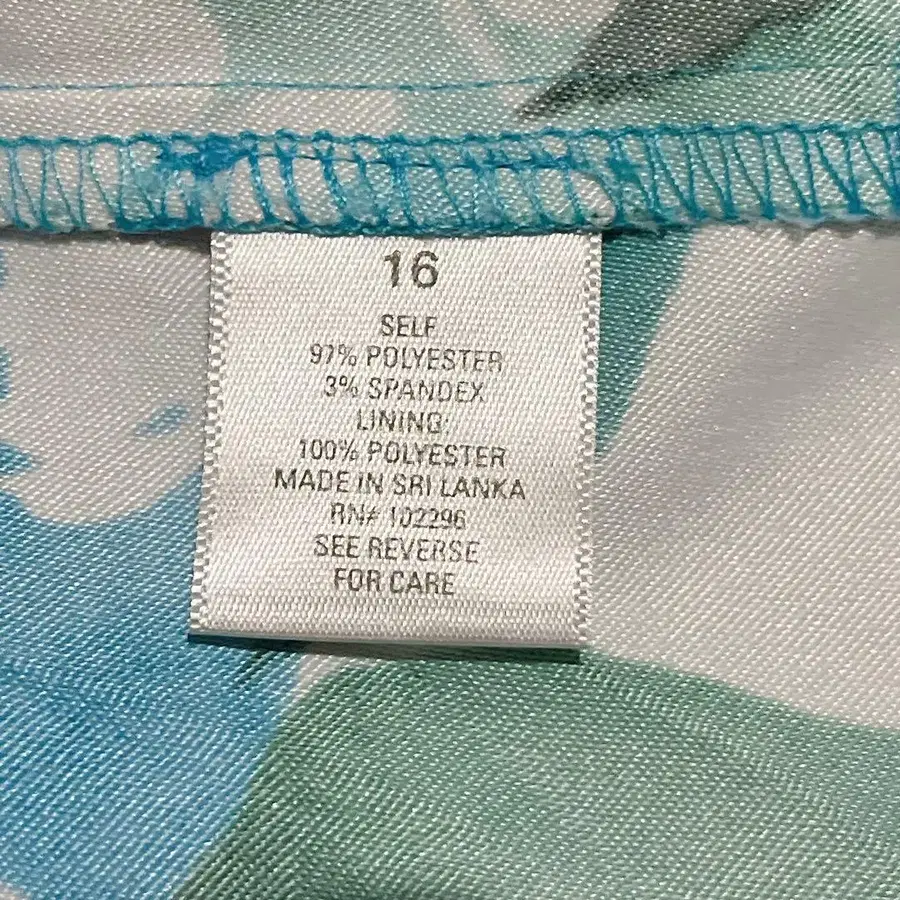 16
SELF
97% POLYESTER
3% SPANDEX
LINING:
100% POLYESTER
MADE IN SRI LANKA
RN# 102296
SEE REVERSE
FOR CARE